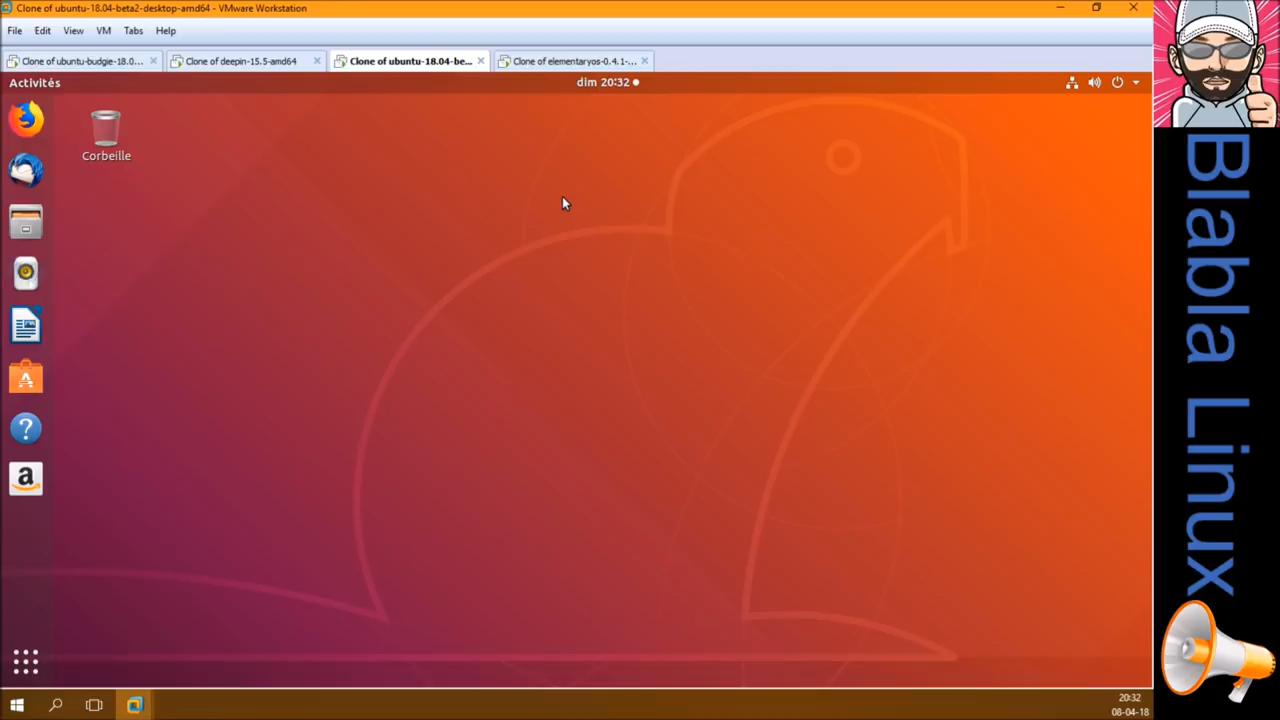 Clone of ubuntu-18.04-beta2-desktop-amd64 - VMware Workstation
File Edit View VM Tabs Help
Clone of ubuntu-budgie-18.0... Clone of deepin-15.5-amd64 Clone of ubuntu-18.04-be... Clone of elementaryos-0.4.1-...
Activités dim 20:32
Corbeille
a
Blabla Linux
20:32
08-04-18